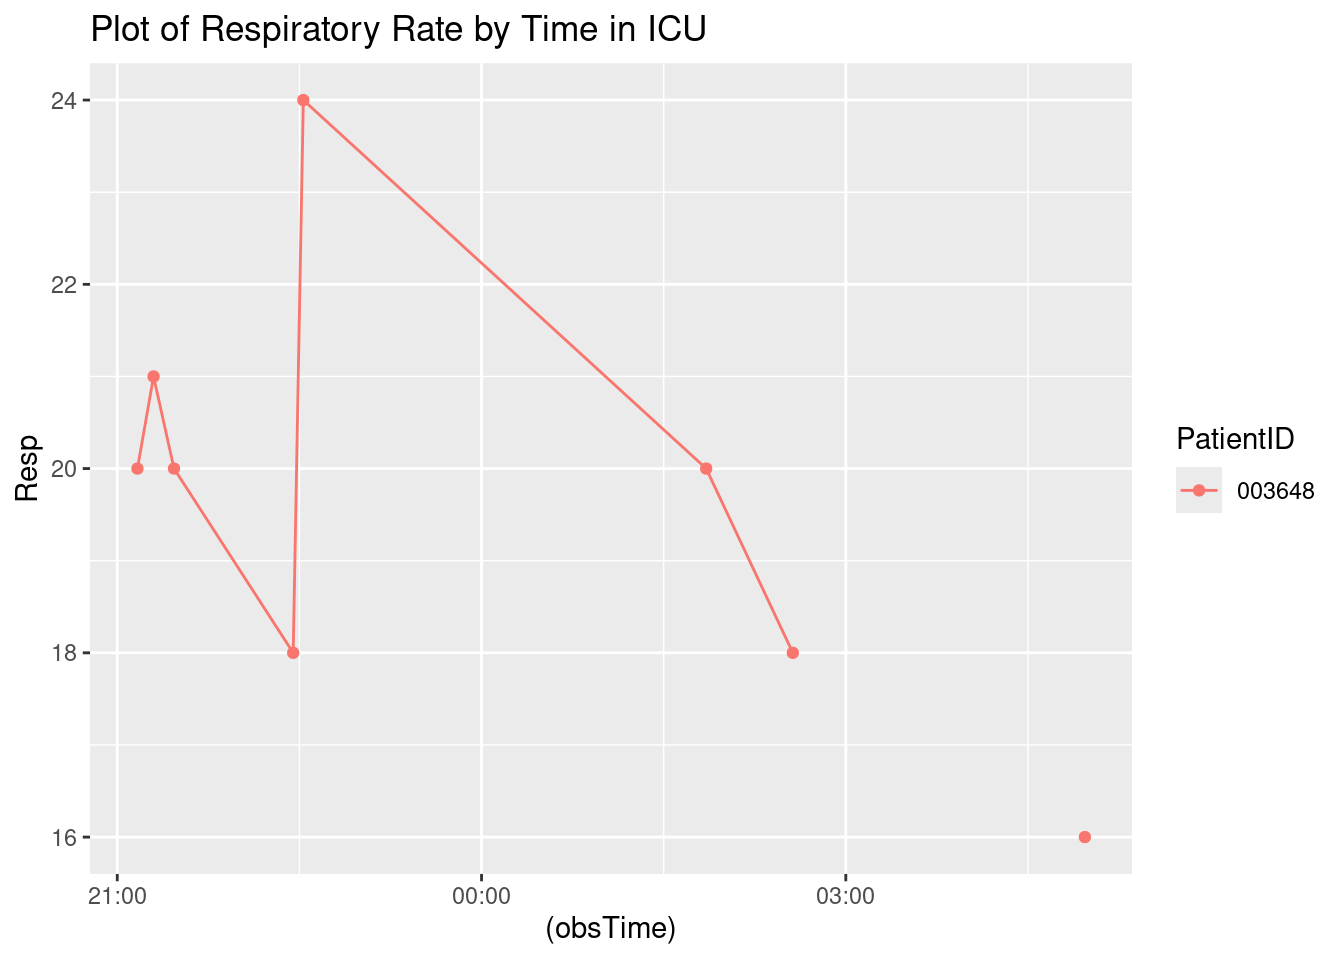 Plot of Respiratory Rate by Time in ICU
24
22
20
18
16
Resp
21:00 00:00 03:00
(obsTime)
PatientID
003648